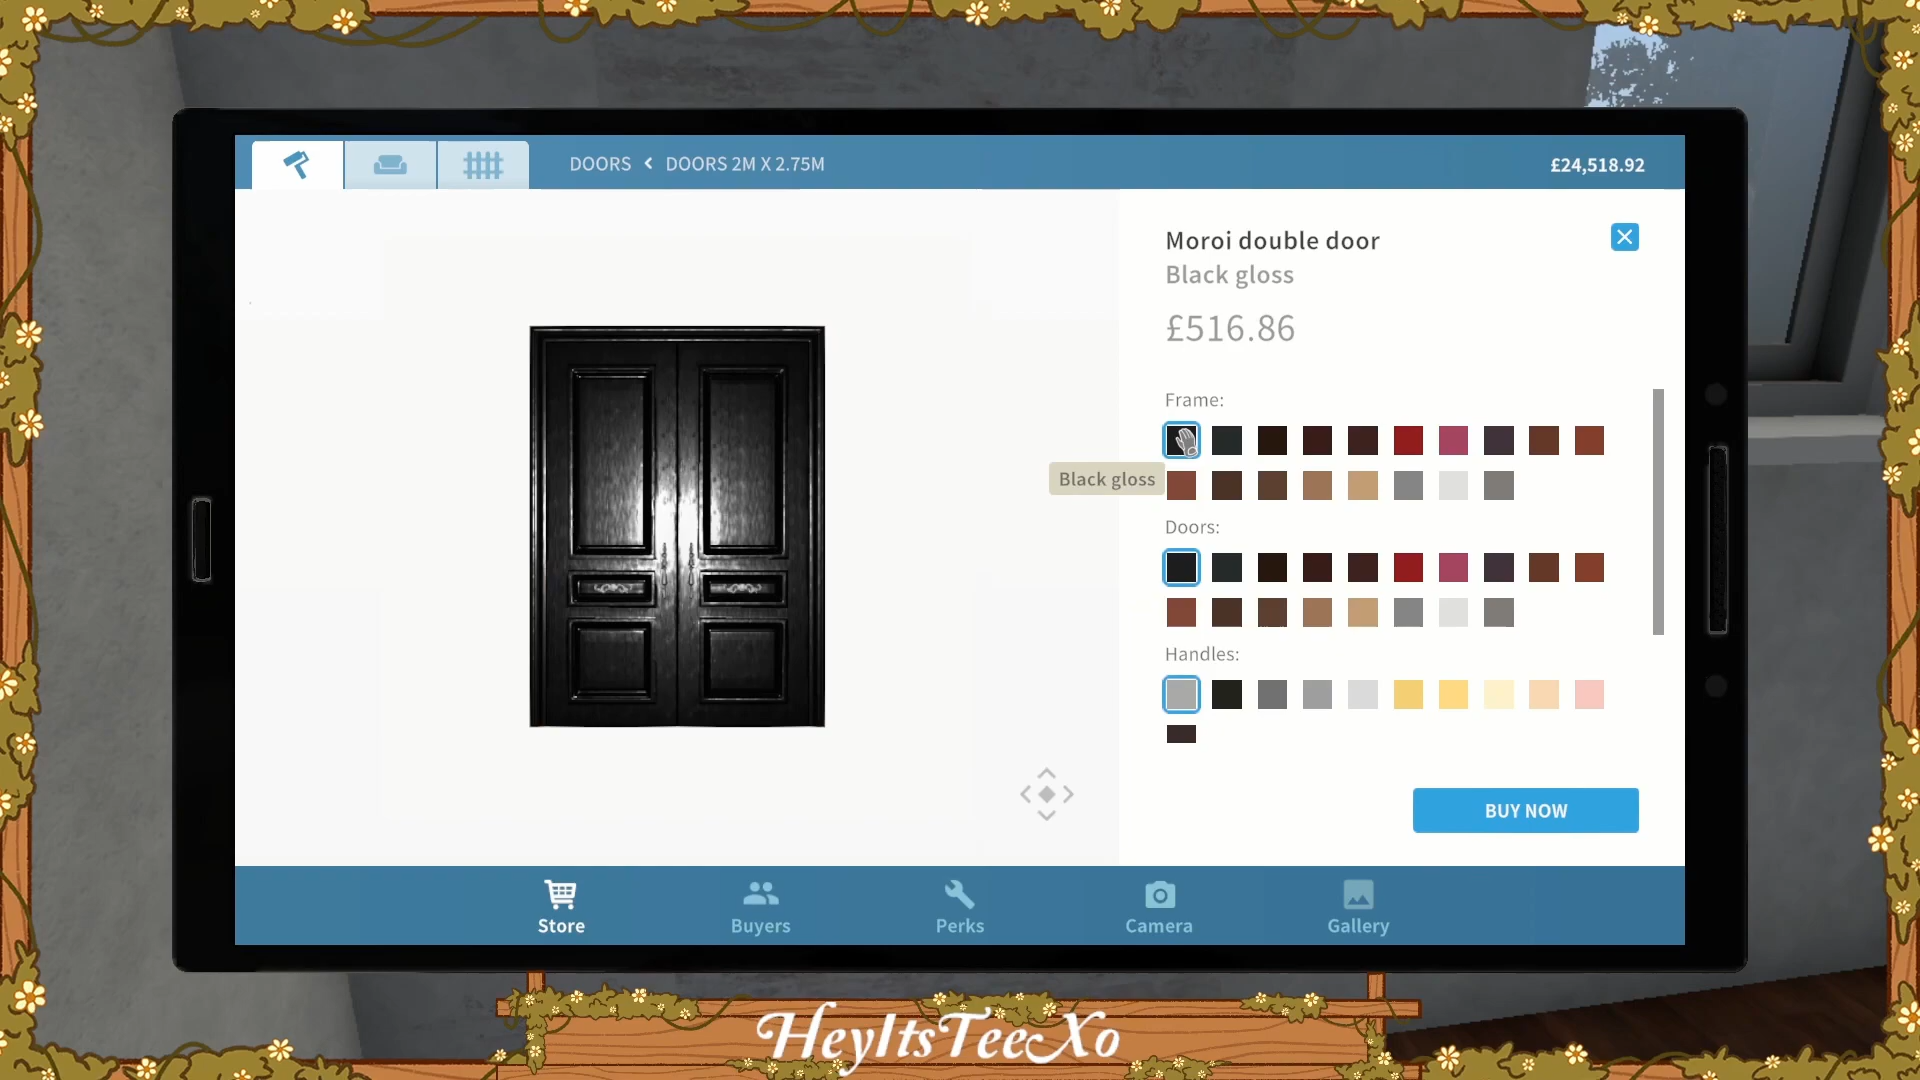 DOORS < DOORS 2M X 2.75M
£24,518.92
Moroi double door
Black gloss
£516.86
Frame:
Black gloss
Doors:
Handles:
BUY NOW
Store
Buyers
Perks
Camera
Gallery
HeyItsTeeXo